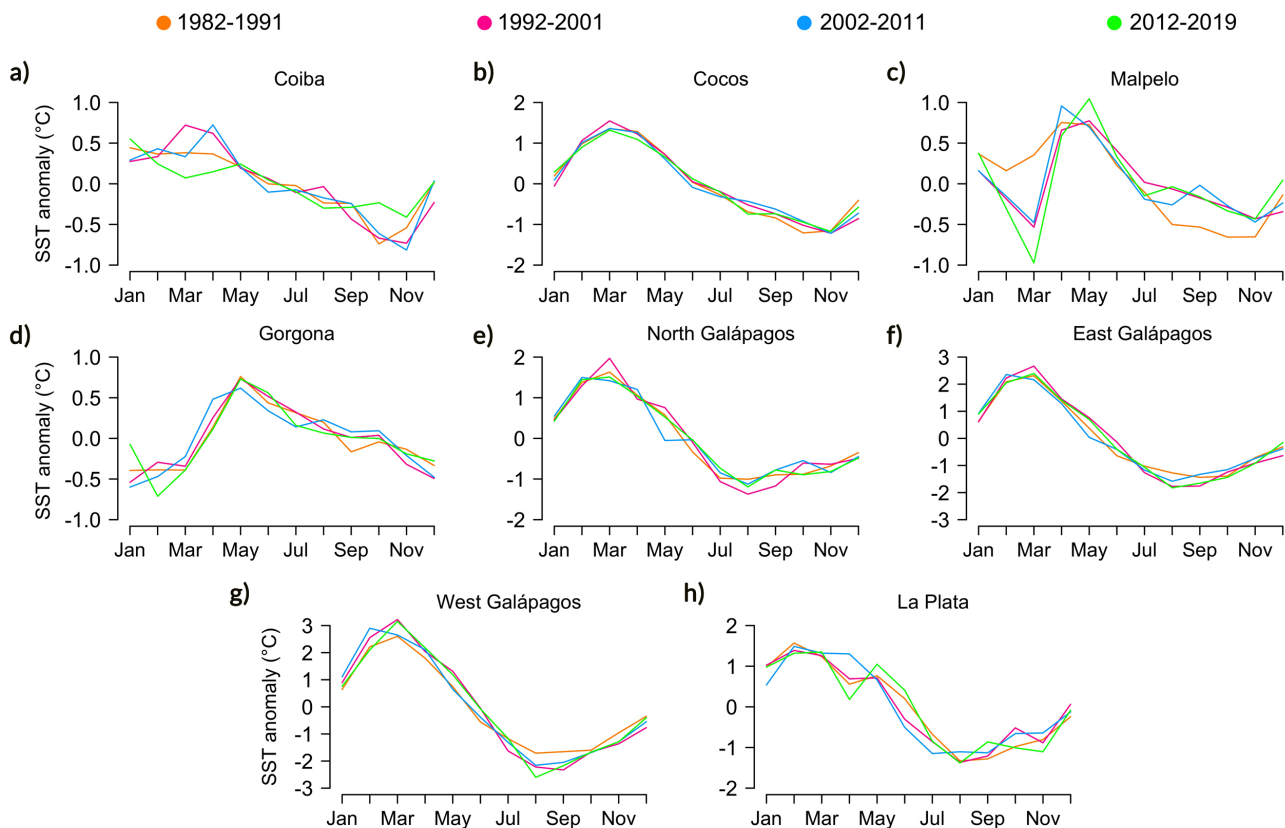 1982-1991 1992-2001 2002-2011 2012-2019
a) Coiba
SST anomaly (°C)
1.0
0.5
0.0
-0.5
-1.0
Jan Mar May Jul Sep Nov
b) Cocos
2
1
0
-1
-2
Jan Mar May Jul Sep Nov
c) Malpelo
1.0
0.5
0.0
-0.5
-1.0
Jan Mar May Jul Sep Nov
d) Gorgona
SST anomaly (°C)
1.0
0.5
0.0
-0.5
-1.0
Jan Mar May Jul Sep Nov
e) North Galápagos
2
1
0
-1
-2
Jan Mar May Jul Sep Nov
f) East Galápagos
3
2
1
0
-1
-2
-3
Jan Mar May Jul Sep Nov
g) West Galápagos
SST anomaly (°C)
3
2
1
0
-1
-2
-3
Jan Mar May Jul Sep Nov
h) La Plata
2
1
0
-1
-2
Jan Mar May Jul Sep Nov